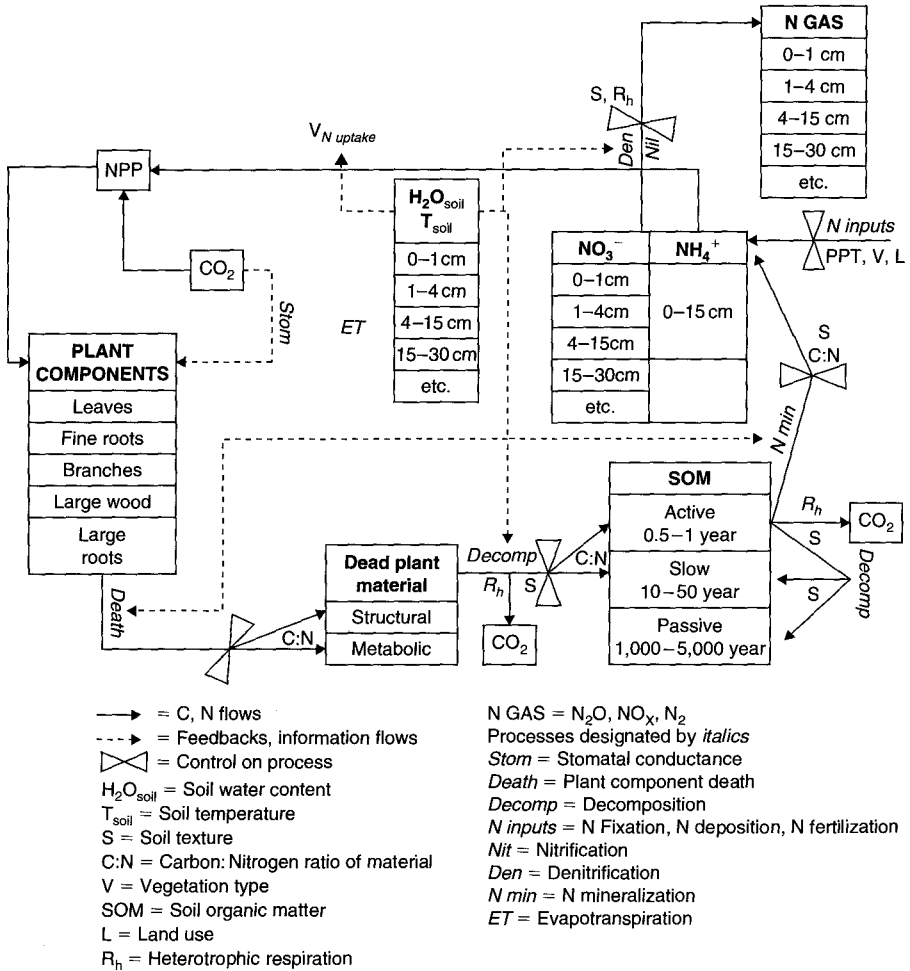 N GAS
0–1 cm
1–4 cm
4–15 cm
15–30 cm
etc.
S, Rh
Den
Nil
V N uptake
NPP
CO2
Stom
H2Osoil
Tsoil
0–1 cm
1–4 cm
4–15 cm
15–30 cm
etc.
ET
NO3−
0–1 cm
1–4cm
4–15cm
15–30cm
etc.
NH4+
0–15 cm
N inputs
PPT, V, L
S
C:N
N min
PLANT
COMPONENTS
Leaves
Fine roots
Branches
Large wood
Large
roots
Death
C:N
Dead plant
material
Structural
Metabolic
Decomp
Rh
CO2
S
C:N
SOM
Active
0.5–1 year
Slow
10–50 year
Passive
1,000–5,000 year
Rh
S
CO2
Decomp
S
= C, N flows
= Feedbacks, information flows
= Control on process
H2Osoil = Soil water content
Tsoil = Soil temperature
S = Soil texture
C:N = Carbon: Nitrogen ratio of material
V = Vegetation type
SOM = Soil organic matter
L = Land use
Rh = Heterotrophic respiration
N GAS = N2O, NOX, N2
Processes designated by italics
Stom = Stomatal conductance
Death = Plant component death
Decomp = Decomposition
N inputs = N Fixation, N deposition, N fertilization
Nit = Nitrification
Den = Denitrification
N min = N mineralization
ET = Evapotranspiration